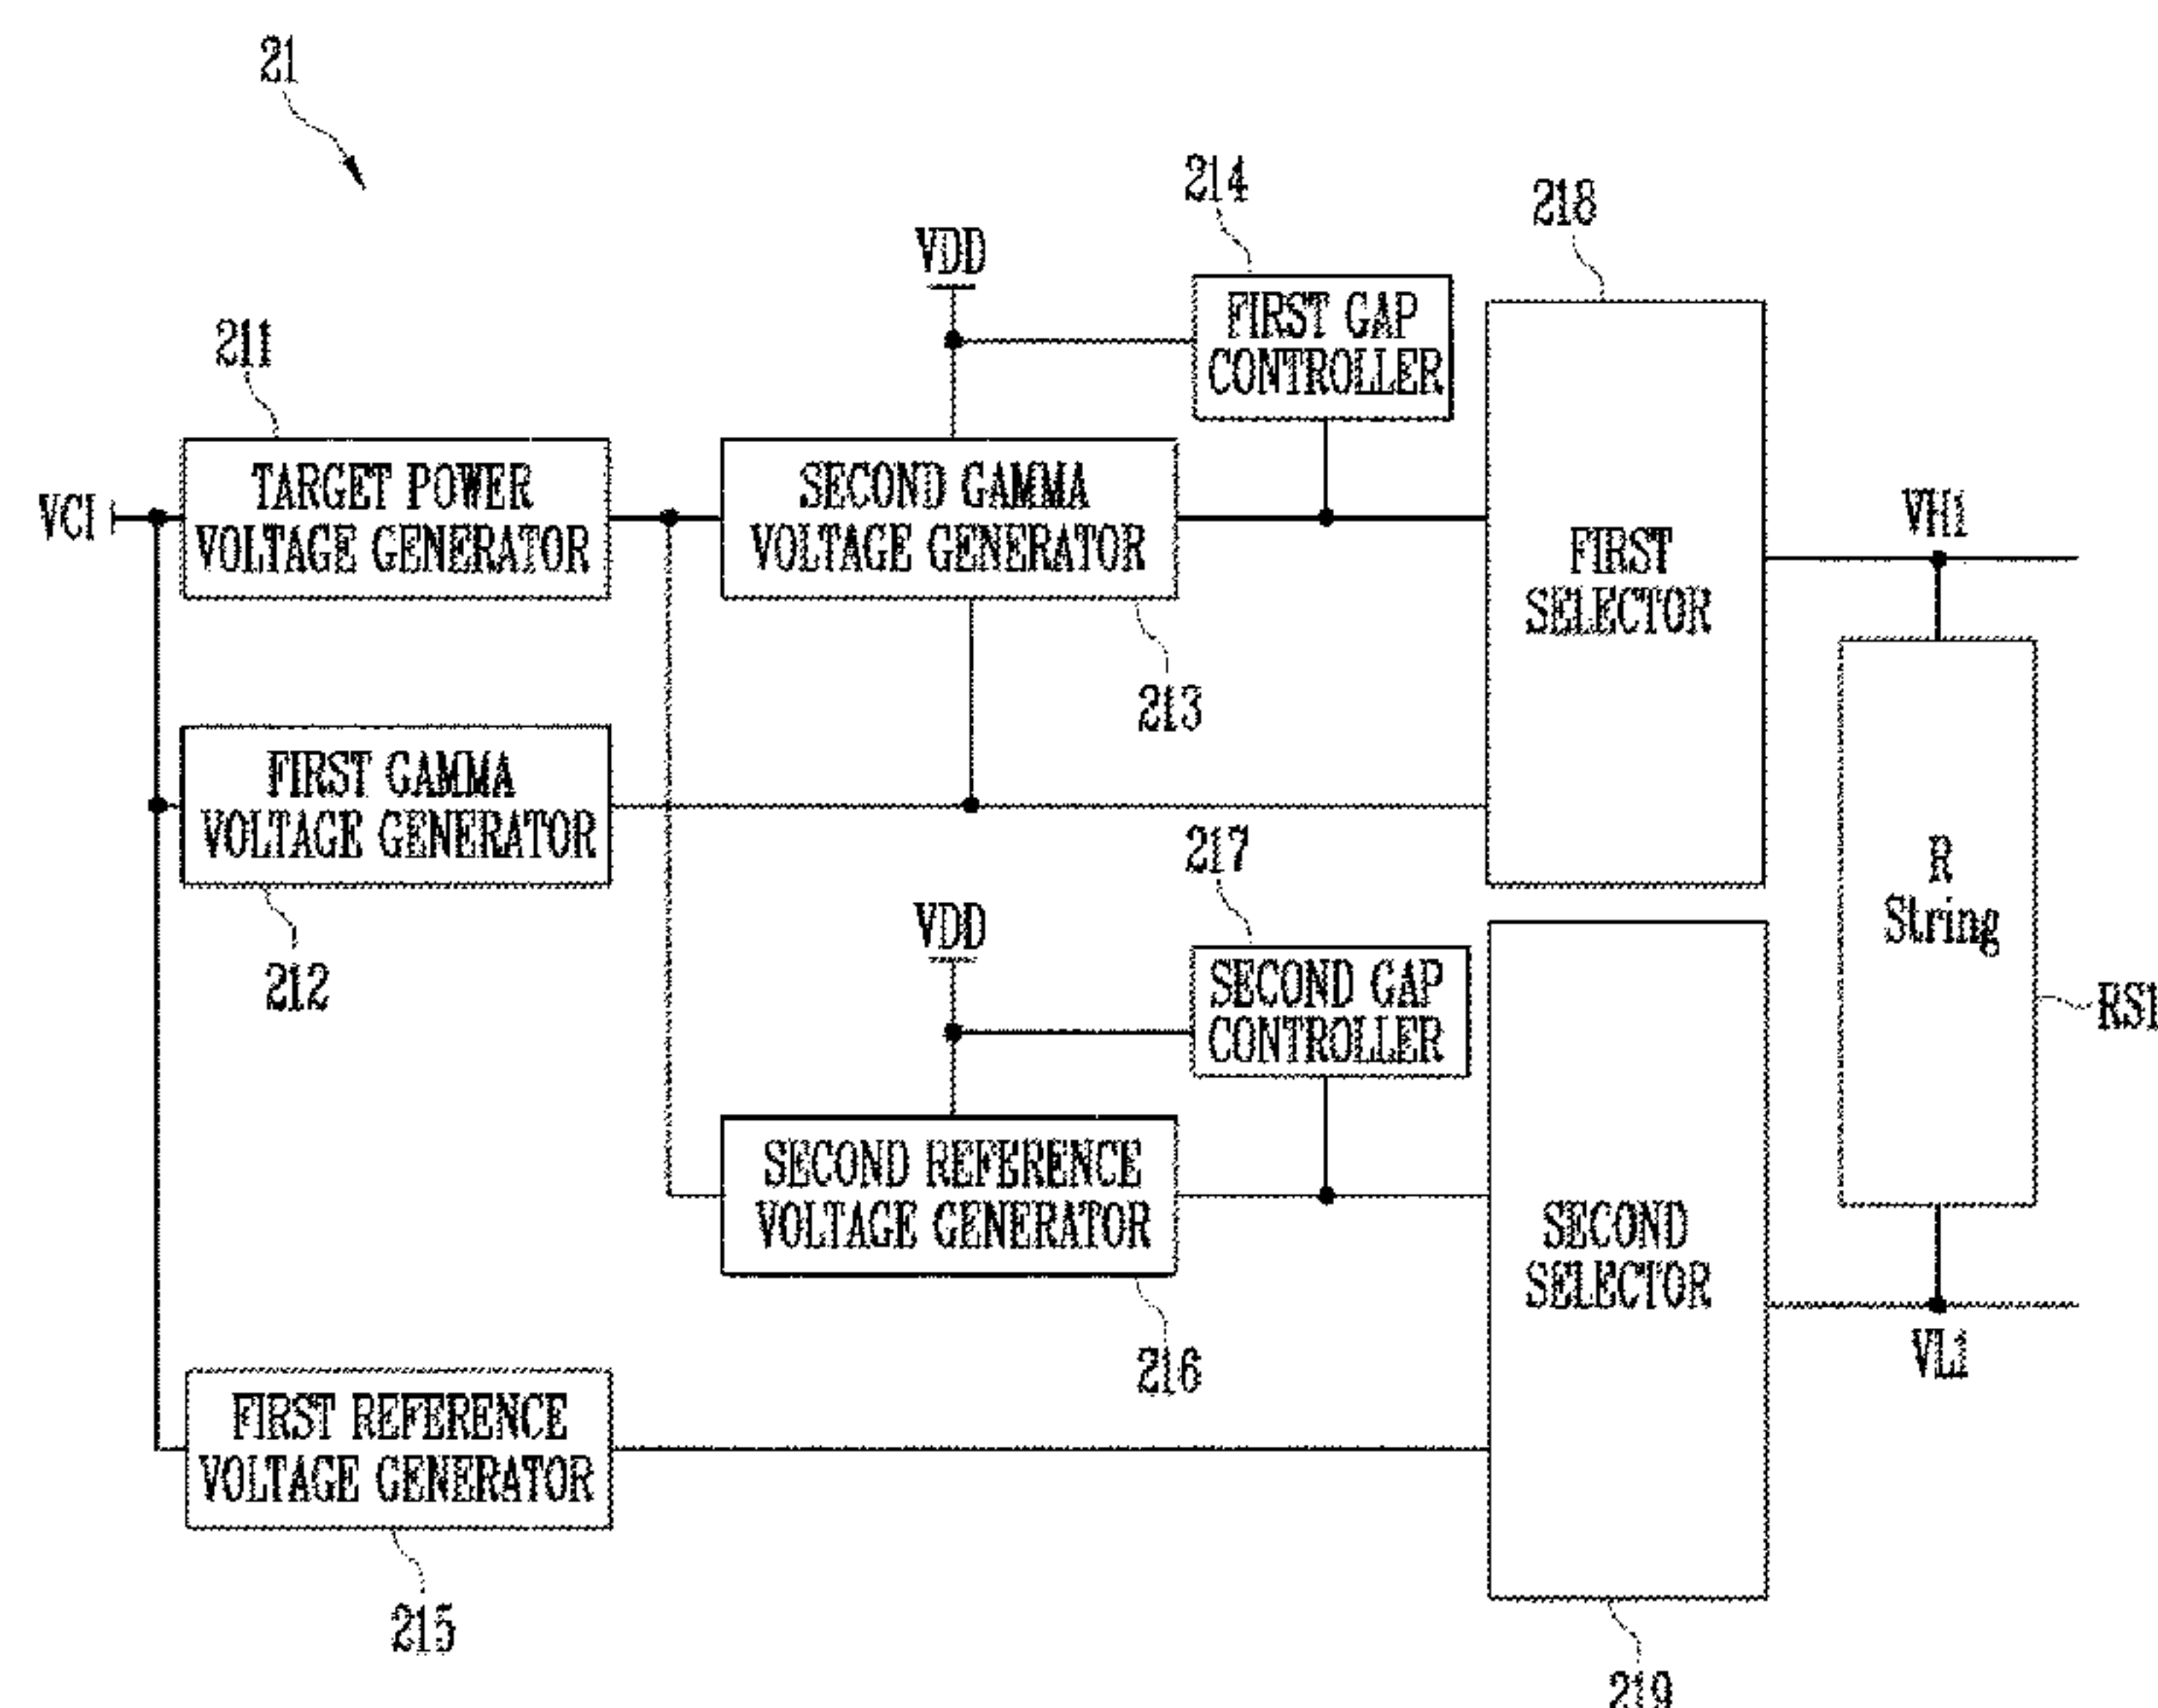 21
214
218
VDD
FIRST GAP
CONTROLLER
211
TARGET POWER
VOLTAGE GENERATOR
SECOND GAMMA
VOLTAGE GENERATOR
VCI
FIRST
SELECTOR
VH1
213
FIRST GAMMA
VOLTAGE GENERATOR
217
R
String
212
VDD
SECOND GAP
CONTROLLER
RS1
SECOND REFERENCE
VOLTAGE GENERATOR
SECOND
SELECTOR
216
VL1
FIRST REFERENCE
VOLTAGE GENERATOR
215
219